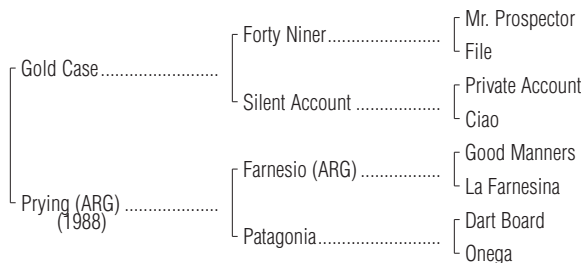 Mr. Prospector
Forty Niner........................
File
Gold Case........................
Private Account
Silent Account .................
Ciao
Good Manners
Farnesio (ARG) ................
La Farnesina
Prying (ARG) ...................
(1988)
Dart Board
Patagonia.........................
Onega